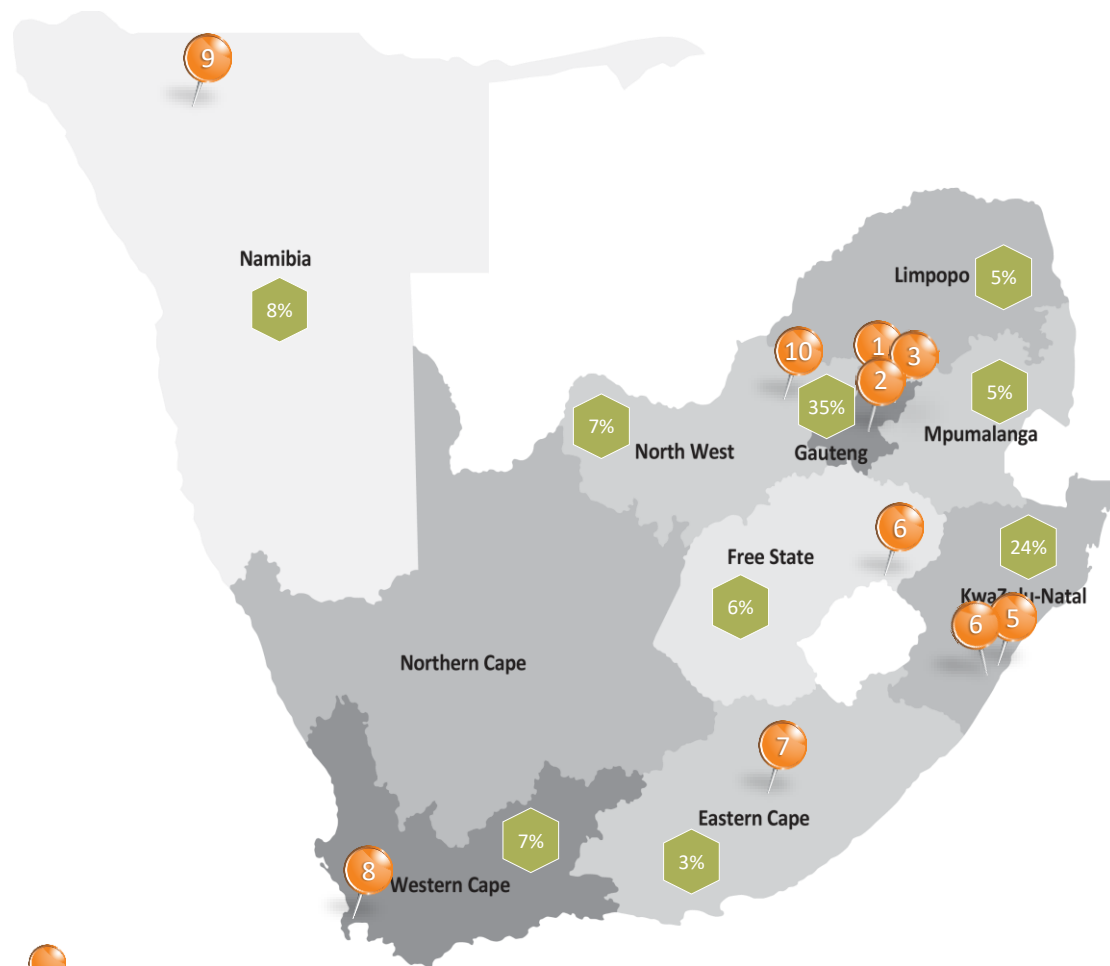 9
Namibia
8%
Limpopo
5%
1
10
3
2
5%
35%
7%
Mpumalanga
North West
Gauteng
6
24%
Free State
KwaZulu-Natal
6%
5
6
Northern Cape
7
Eastern Cape
7%
3%
8
Western Cape